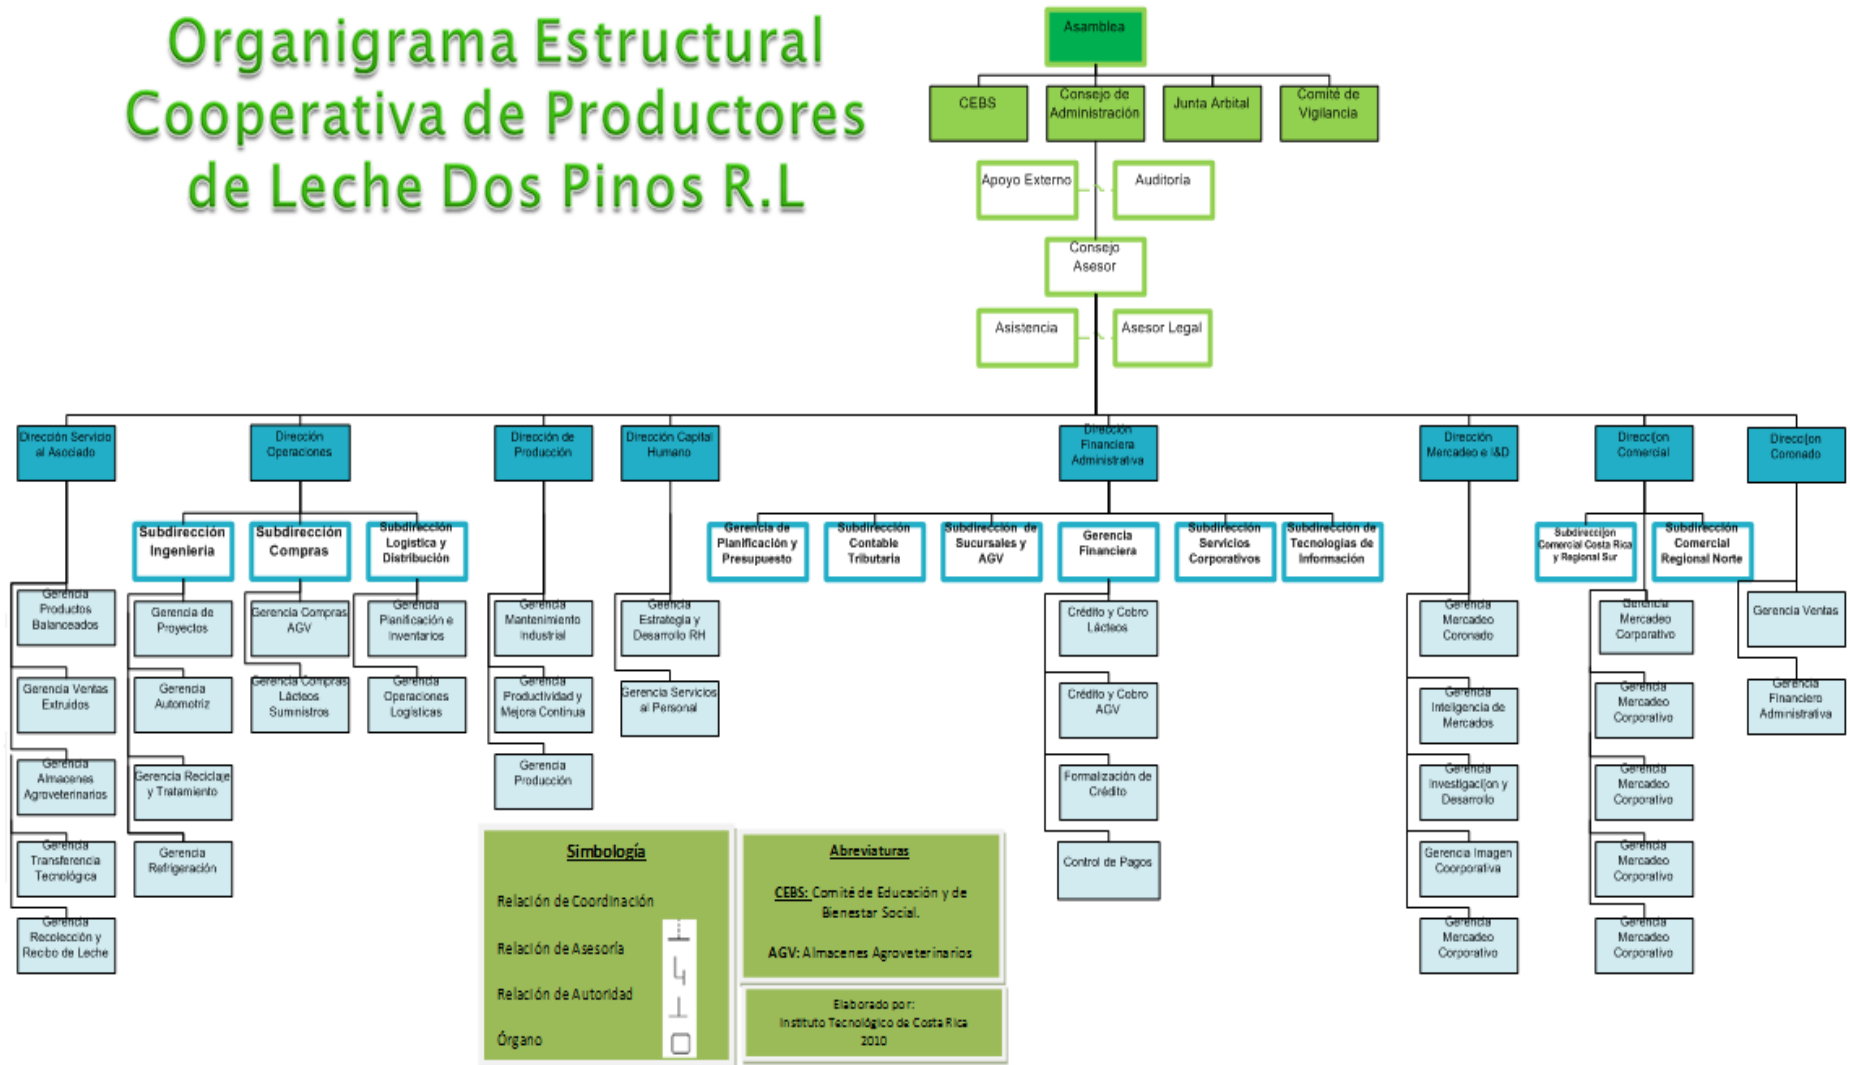 Organigrama Estructural
Cooperativa de Productores
de Leche Dos Pinos R.L
Asamblea
CEBS
Consejo de
Administración
Junta Arbital
Comité de
Vigilancia
Apoyo Externo
Auditoría
Consejo
Asesor
Asistencia
Asesor Legal
Dirección Servicio
al Asociado
Dirección
Operaciones
Dirección de
Producción
Dirección Capital
Humano
Dirección
Financiera
Administrativa
Dirección
Mercadeo e I&D
Direcc[on
Comercial
Direcc[on
Coronado
Subdirección
Ingeniería
Subdirección
Compras
Subdirección
Logística y
Distribución
Gerencia de
Planificación y
Presupuesto
Subdirección
Contable
Tributaria
Subdirección de
Sucursales y
AGV
Gerencia
Financiera
Subdirección
Servicios
Corporativos
Subdirección de
Tecnologías de
Información
Subdirecci[on
Comercial Costa Rica
y Regional Sur
Subdirección
Comercial
Regional Norte
Gerencia
Productos
Balanceados
Gerencia Ventas
Extruidos
Gerencia
Almacenes
Agroveterinarios
Gerencia
Transferencia
Tecnológica
Gerencia
Recolección y
Recibo de Leche
Gerencia de
Proyectos
Gerencia
Automotriz
Gerencia Reciclaje
y Tratamiento
Gerencia
Refrigeración
Gerencia Compras
AGV
Gerencia Compras
Lácteos
Suministros
Gerencia
Planificación e
Inventarios
Gerencia
Operaciones
Logísticas
Gerencia
Mantenimiento
Industrial
Gerencia
Productividad y
Mejora Continua
Gerencia
Producción
Geerencia
Estrategia y
Desarrollo RH
Gerencia Servicios
al Personal
Crédito y Cobro
Lácteos
Crédito y Cobro
AGV
Formalización de
Crédito
Control de Pagos
Gerencia
Mercadeo
Coronado
Gerencia
Inteligencia de
Mercados
Gerencia
Investigaci[on y
Desarrollo
Gerencia Imagen
Coorporativa
Gerencia
Mercadeo
Corporativo
Gerencia
Mercadeo
Corporativo
Gerencia
Mercadeo
Corporativo
Gerencia
Mercadeo
Corporativo
Gerencia
Mercadeo
Corporativo
Gerencia
Mercadeo
Corporativo
Gerencia Ventas
Gerencia
Financiero
Administrativa
Simbología
Relación de Coordinación
Relación de Asesoría
Relación de Autoridad
Órgano
Abreviaturas
CEBS: Comité de Educación y de
Bienestar Social.
AGV: Almacenes Agroveterinarios
Elaborado por:
Instituto Tecnológico de Costa Rica
2010